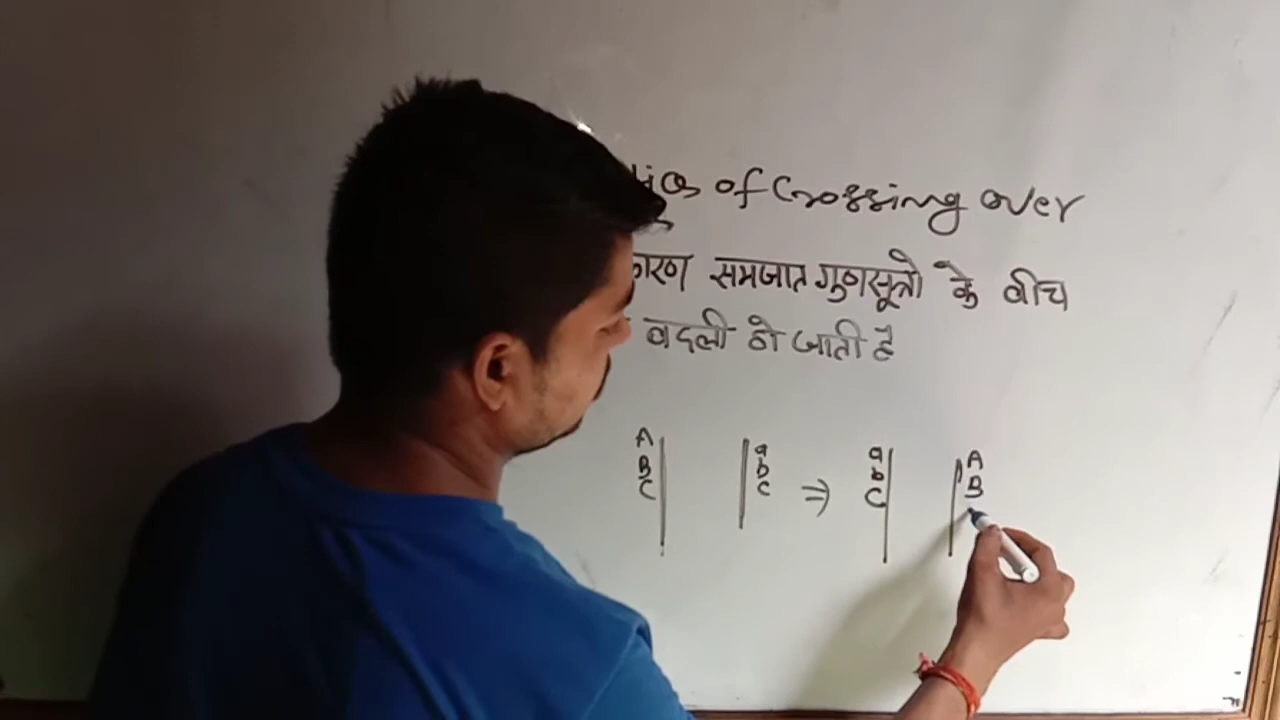 of Crossing over
समजात गुणसूत्रो के बीच
बदली हो जाती है
A a a A
B b b B
C c C
⇒